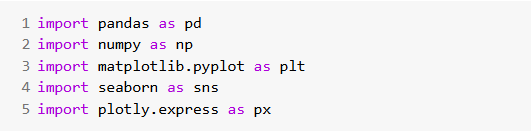 1 import pandas as pd
2 import numpy as np
3 import matplotlib.pyplot as plt
4 import seaborn as sns
5 import plotly.express as px